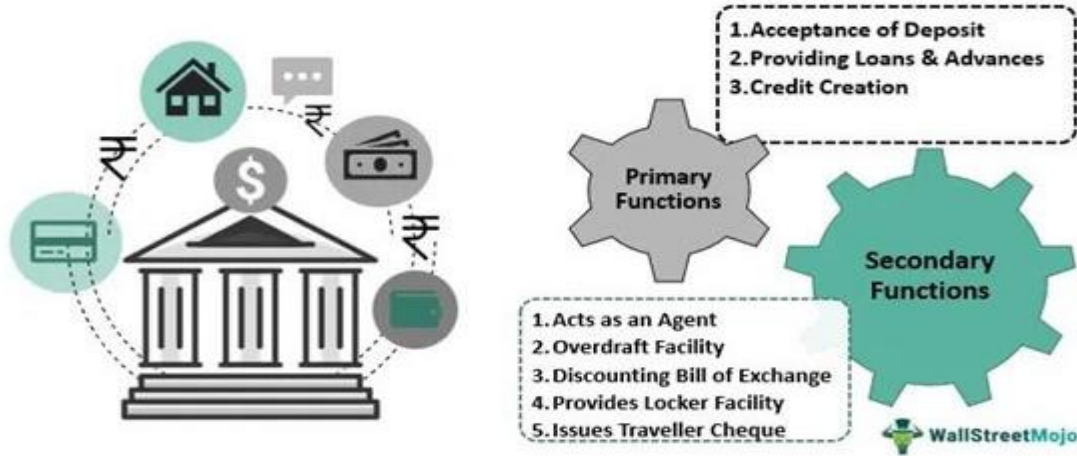 ₹
₹
₹
$
1.Acceptance of Deposit
2.Providing Loans & Advances
3.Credit Creation
Primary
Functions
Secondary
Functions
1.Acts as an Agent
2.Overdraft Facility
3.Discounting Bill of Exchange
4.Provides Locker Facility
5.Issues Traveller Cheque
WallStreetMojo